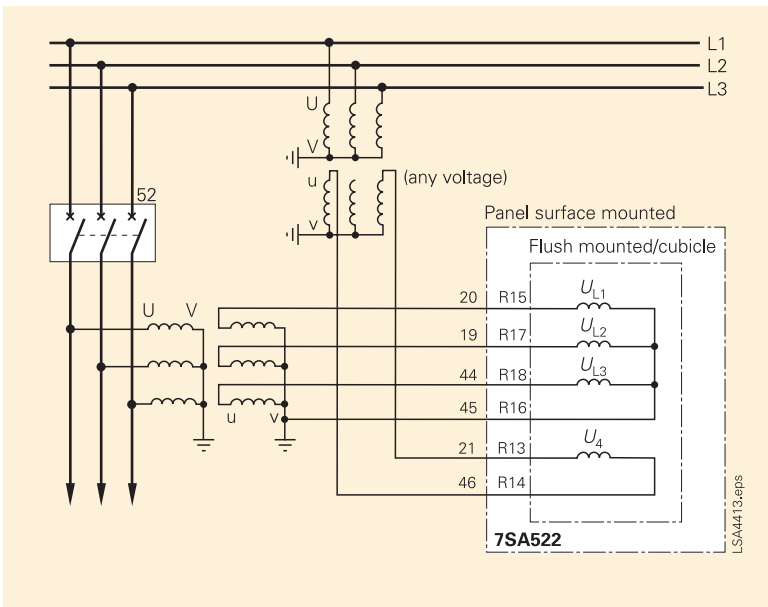 L1
L2
L3
U
V
u
(any voltage)
v
52
Panel surface mounted
Flush mounted/cubicle
U V
20 R15 UL1
19 R17 UL2
44 R18 UL3
45 R16
u v
21 R13 U4
46 R14
7SA522
LSA4413.eps